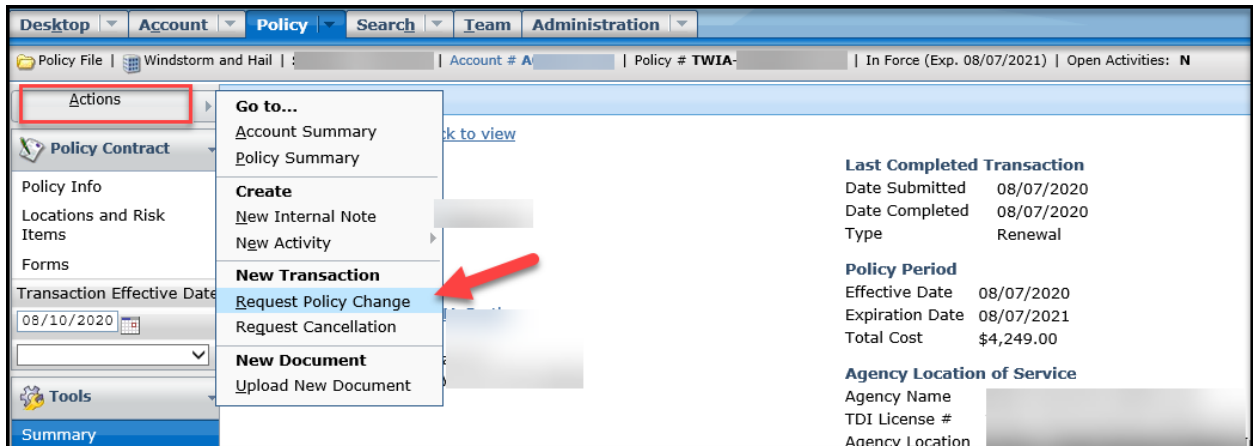 Desktop Account Policy Search Team Administration
Policy File | Windstorm and Hail | | Account # A | Policy # TWIA- | In Force (Exp. 08/07/2021) | Open Activities: N
Actions
Policy Contract
Policy Info
Locations and Risk
Items
Forms
Transaction Effective Date
08/10/2020
Tools
Summary
Go to...
Account Summary
Policy Summary
Create
New Internal Note
New Activity
New Transaction
Request Policy Change
Request Cancellation
New Document
Upload New Document
to view
Last Completed Transaction
Date Submitted 08/07/2020
Date Completed 08/07/2020
Type Renewal
Policy Period
Effective Date 08/07/2020
Expiration Date 08/07/2021
Total Cost $4,249.00
Agency Location of Service
Agency Name
TDI License #
Agency Location